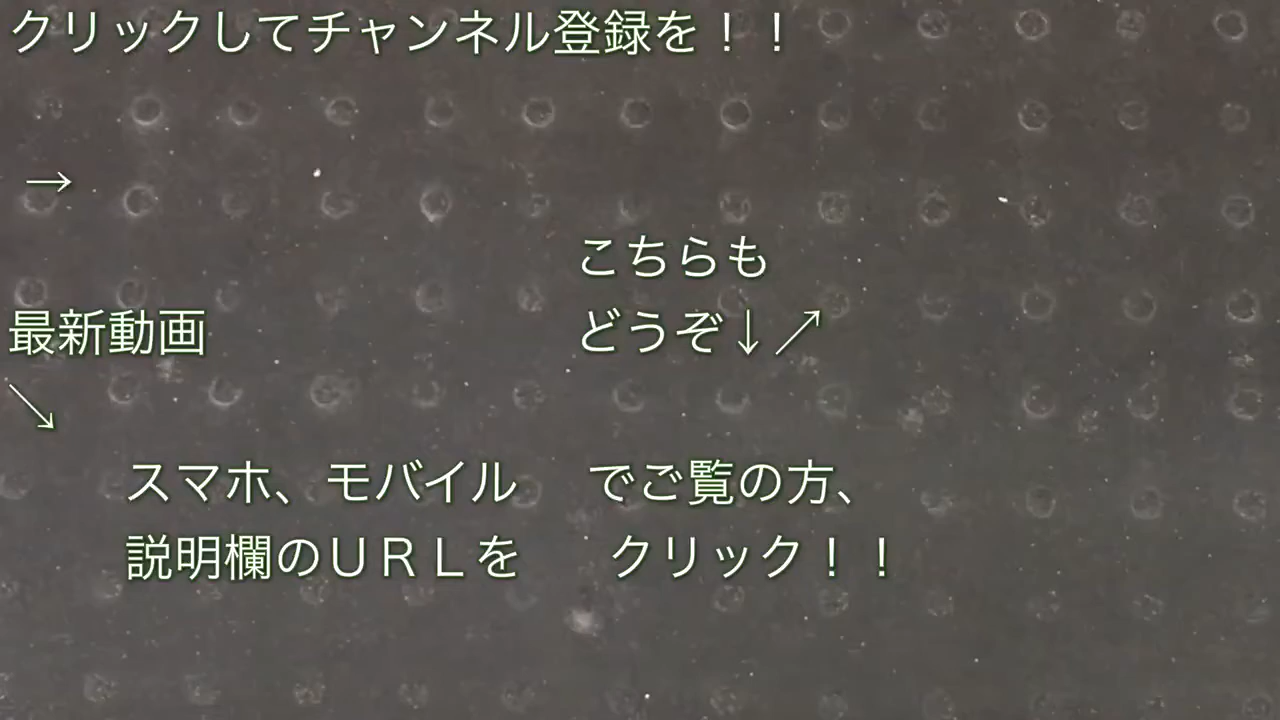 クリックしてチャンネル登録を！！
→
こちらも
最新動画
どうぞ↓↗
↘
スマホ、モバイル　でご覧の方、
説明欄のＵＲＬを　クリック！！